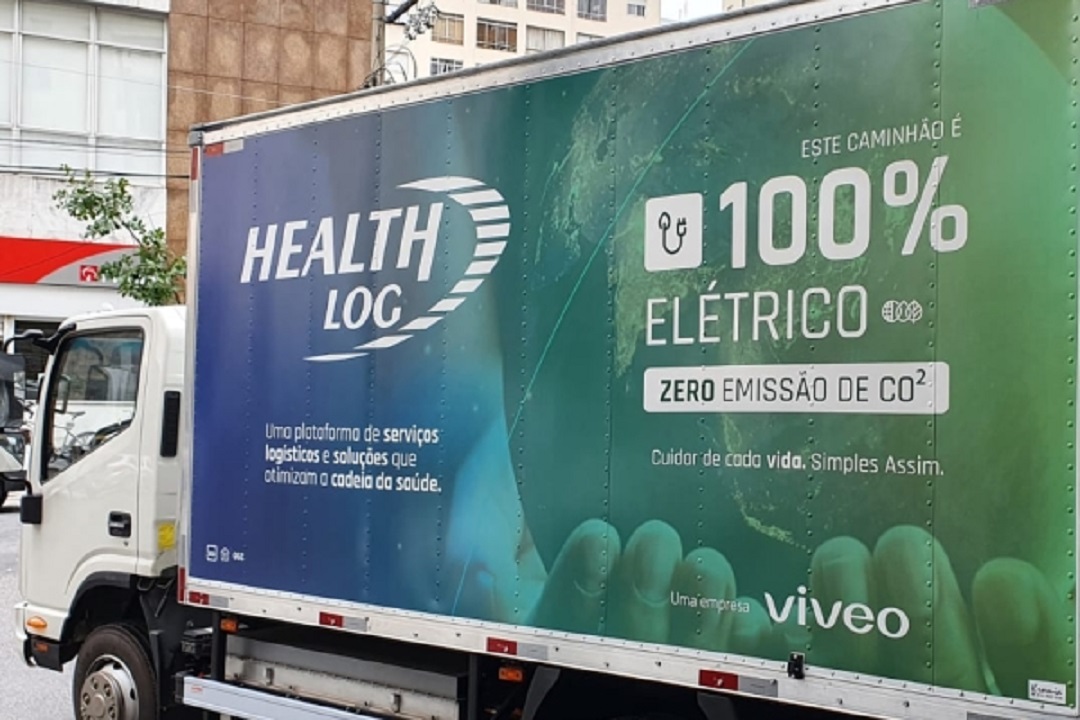 HEALTH
LOG
Uma plataforma de serviços
logísticos e soluções que
otimizam a cadeia da saúde.
ESTE CAMINHÃO É
100%
ELÉTRICO
ZERO EMISSÃO DE CO²
Cuidar de cada vida. Simples Assim.
Uma empresa viveo